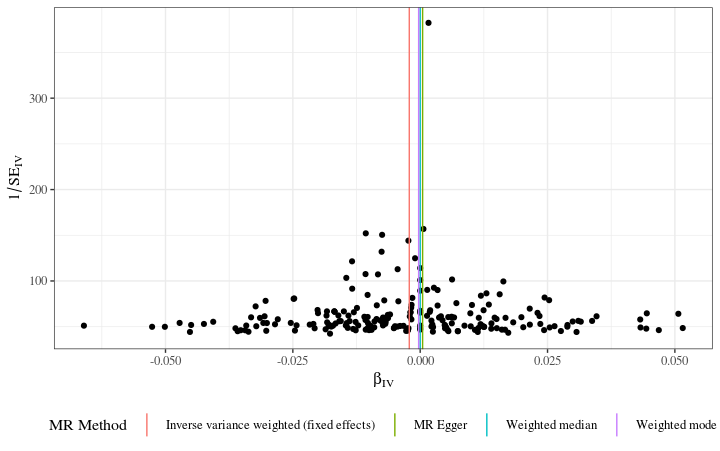 300
200
100
1/SE_IV
-0.050
-0.025
0.000
0.025
0.050
β_IV
MR Method
Inverse variance weighted (fixed effects)
MR Egger
Weighted median
Weighted mode